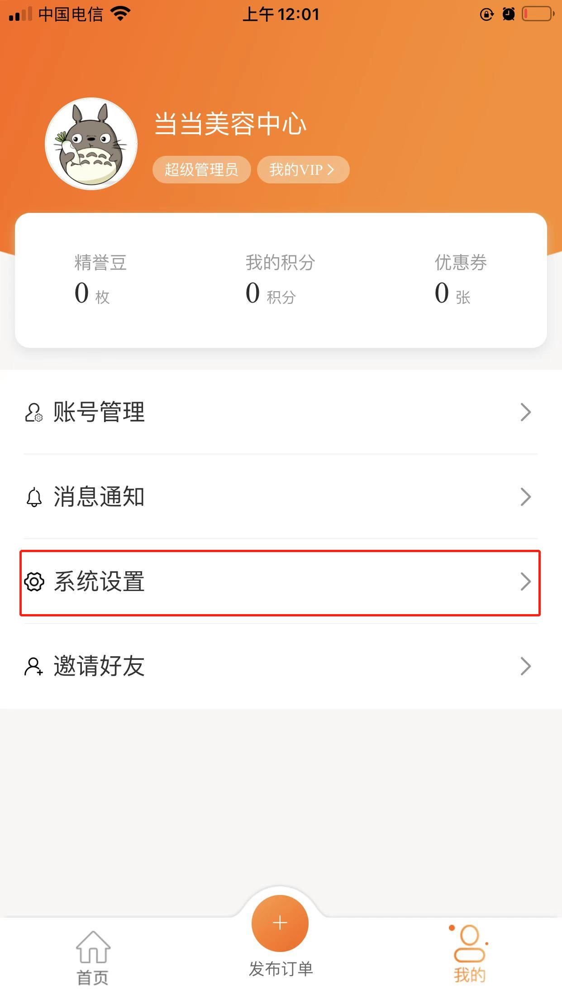 中国电信 上午 12:01
当当美容中心
超级管理员 我的VIP
精誉豆 我的积分 优惠券
0 枚 0 积分 0 张
账号管理
消息通知
系统设置
邀请好友
首页 发布订单 我的